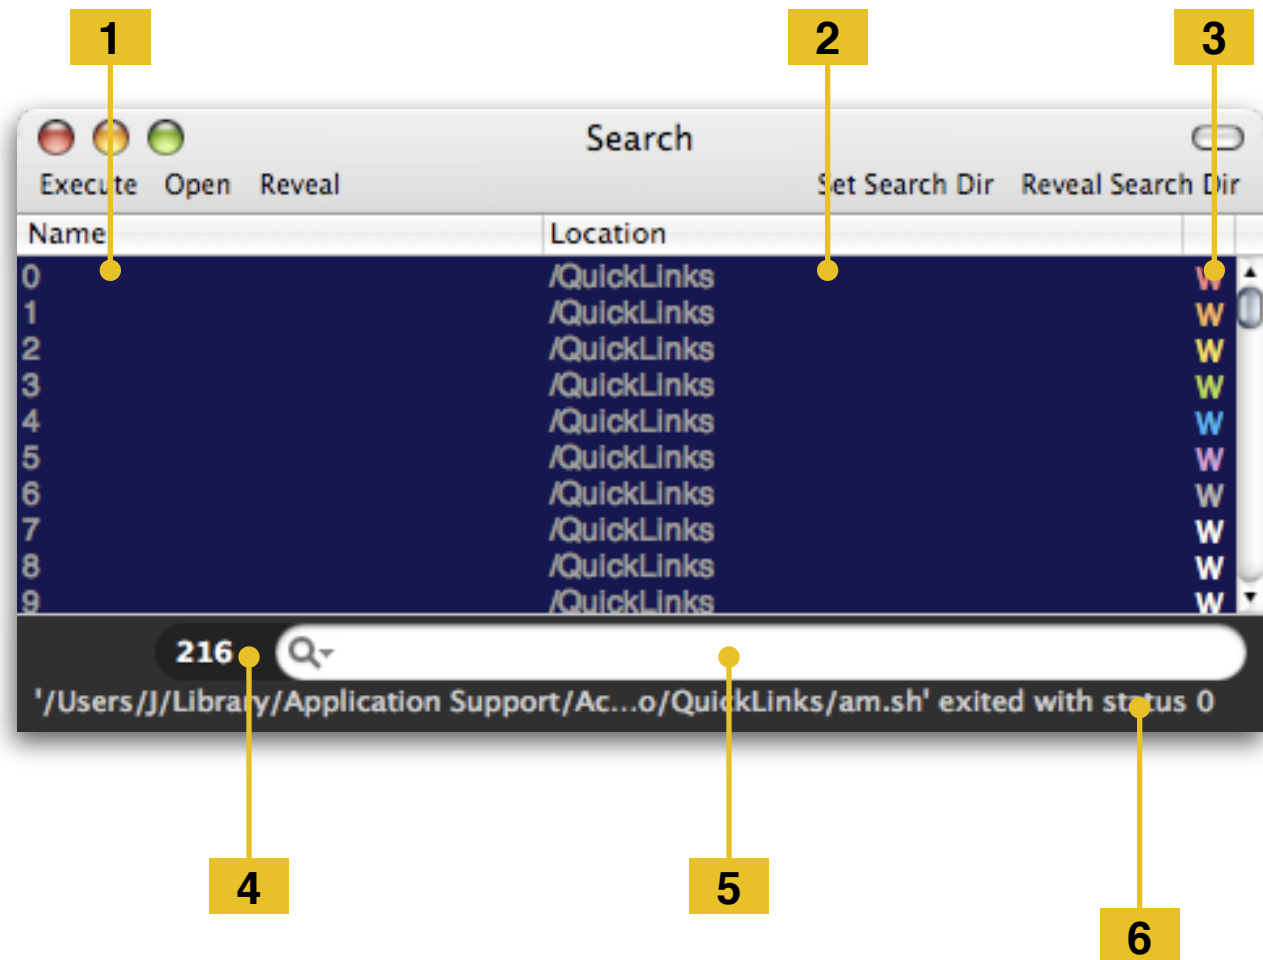 1 2 3
Search
Execute Open Reveal Set Search Dir Reveal Search Dir
Name Location
0 /QuickLinks W
1 /QuickLinks W
2 /QuickLinks W
3 /QuickLinks W
4 /QuickLinks W
5 /QuickLinks W
6 /QuickLinks W
7 /QuickLinks W
8 /QuickLinks W
9 /QuickLinks W
216
'/Users/J/Library/Application Support/Ac...o/QuickLinks/am.sh' exited with status 0
4 5
6